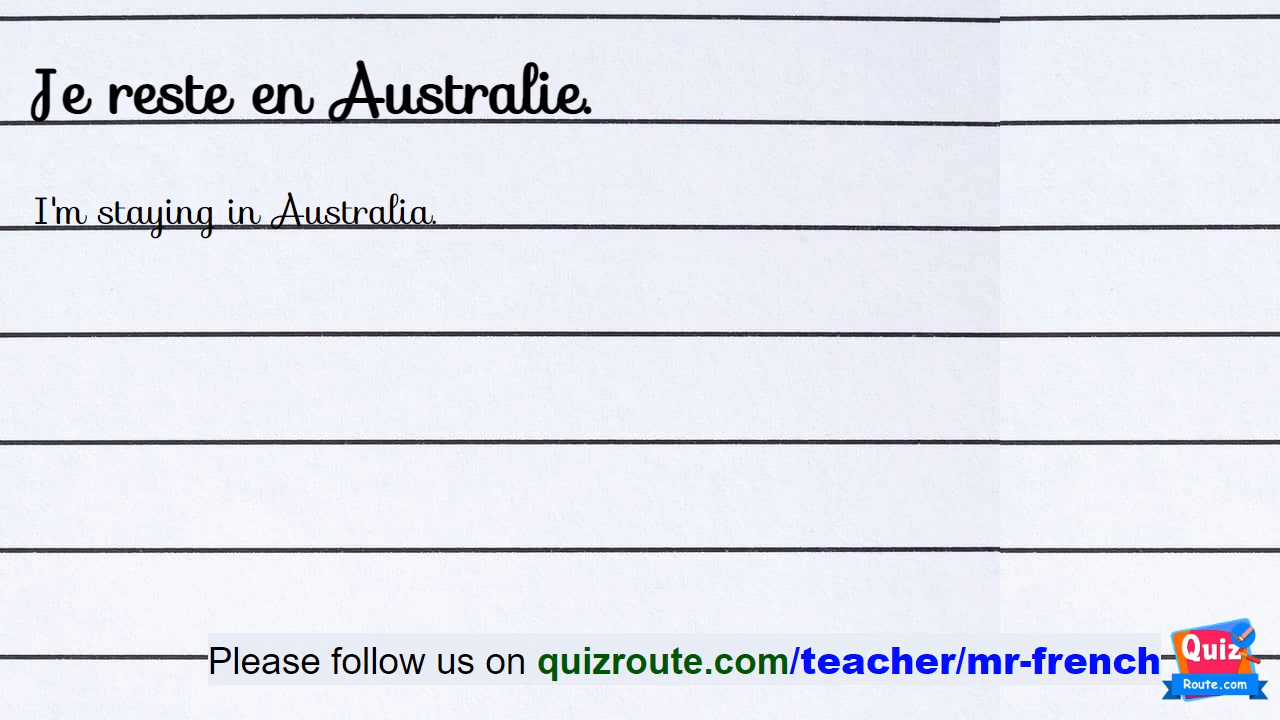 Je reste en Australie.
I'm staying in Australia.
Please follow us on quizroute.com/teacher/mr-french
Quiz
Route.com